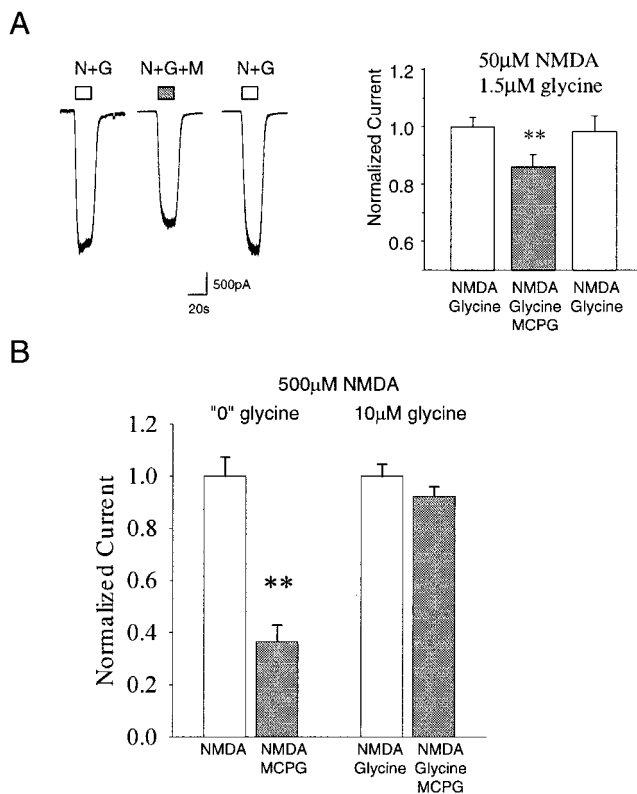 A
N+G
N+G+M
N+G
500pA
20s
50μM NMDA
1.5μM glycine
Normalized Current
1.2
1.0
0.8
0.6
**
NMDA
Glycine
NMDA
Glycine
MCPG
NMDA
Glycine
B
500μM NMDA
"0" glycine
10μM glycine
Normalized Current
1.2
1.0
0.8
0.6
0.4
0.2
0.0
**
NMDA
NMDA
MCPG
NMDA
Glycine
NMDA
Glycine
MCPG